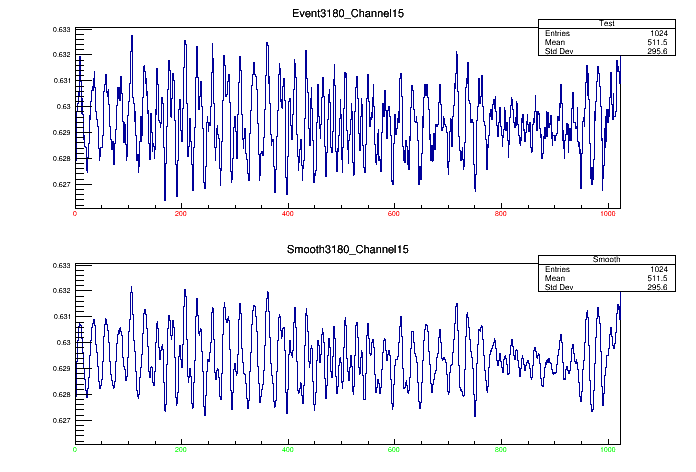 Event3180_Channel15
Test
Entries 1024
Mean 511.5
Std Dev 295.6
0.633
0.632
0.631
0.63
0.629
0.628
0.627
0 200 400 600 800 1000
Smooth3180_Channel15
Smooth
Entries 1024
Mean 511.5
Std Dev 295.6
0.633
0.632
0.631
0.63
0.629
0.628
0.627
0 200 400 600 800 1000